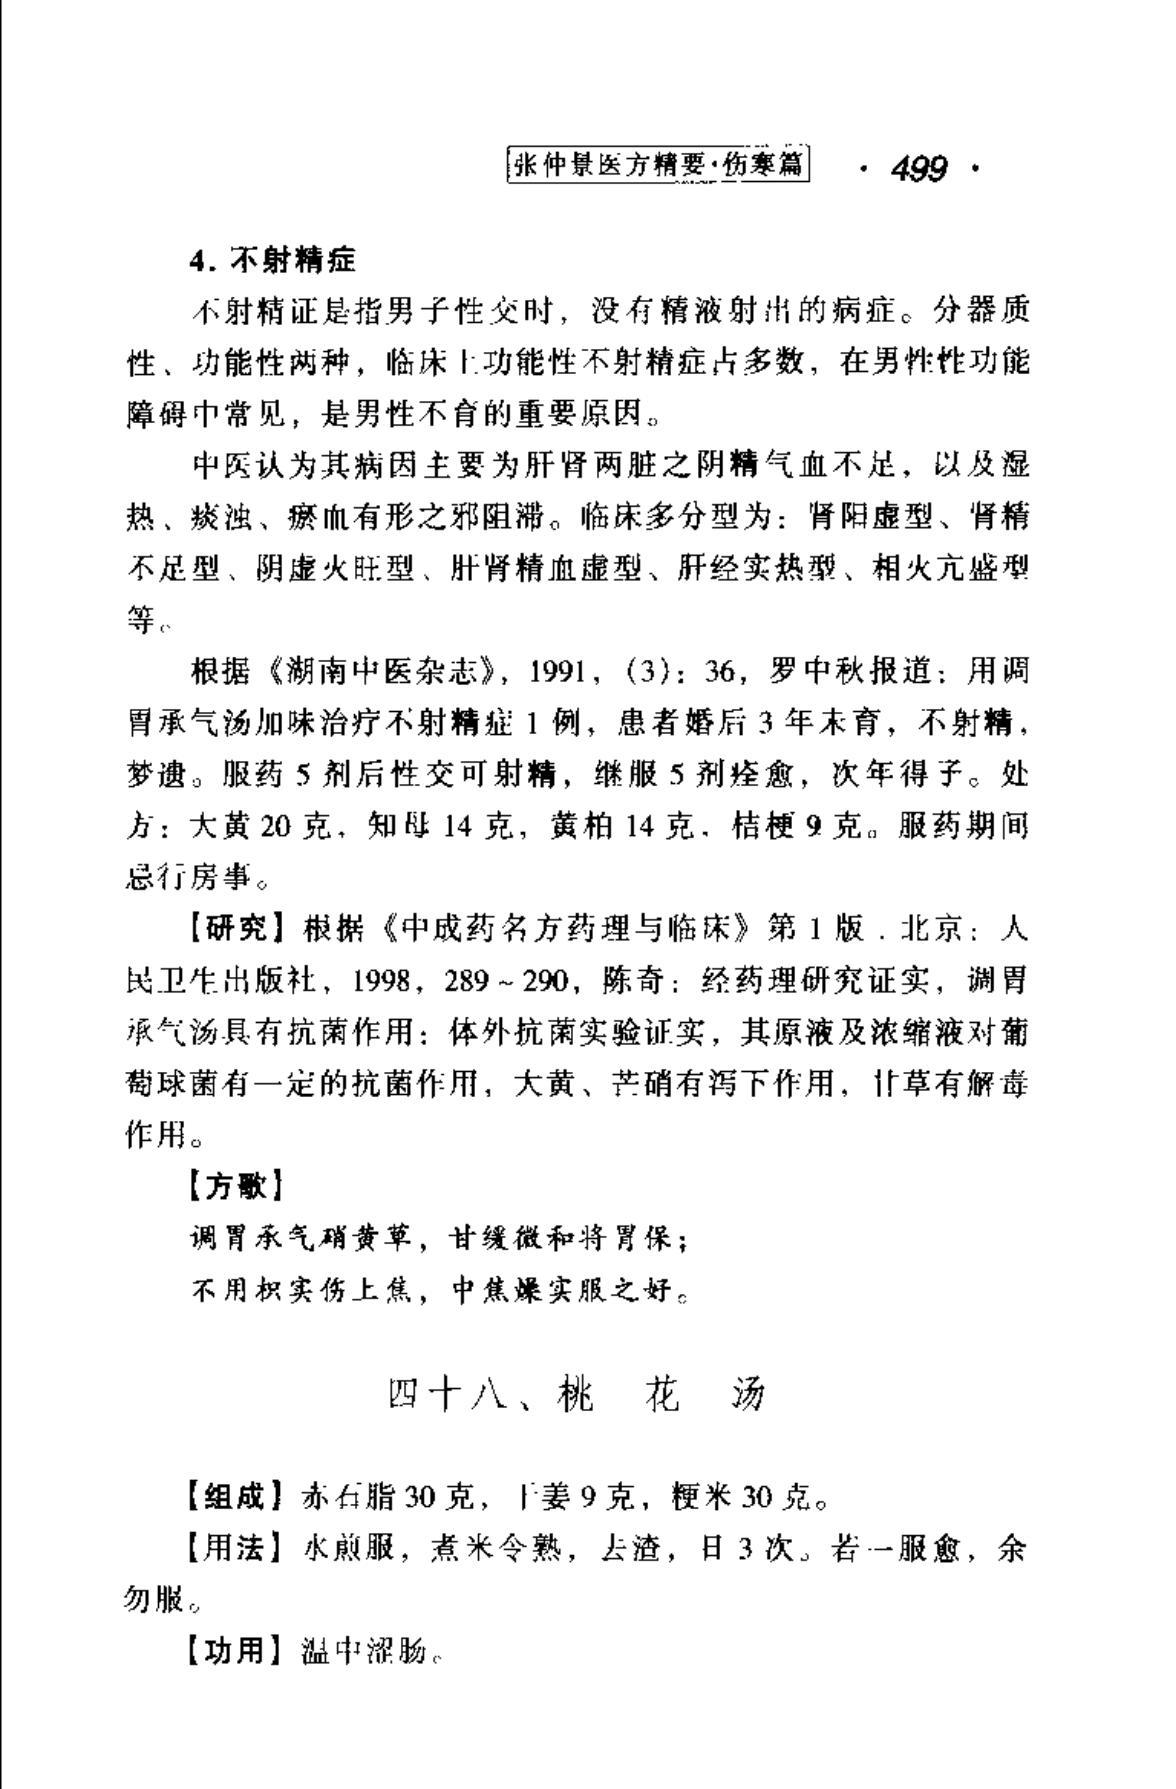 张仲景医方精要·伤寒篇 · 499 ·
4. 不射精症
不射精证是指男子性交时，没有精液射出的病症。分器质
性、功能性两种，临床上功能性不射精症占多数，在男性性功能
障碍中常见，是男性不育的重要原因。
中医认为其病因主要为肝肾两脏之阴精气血不足，以及湿
热、痰浊、瘀血有形之邪阻滞。临床多分型为：肾阳虚型、肾精
不足型、阴虚火旺型、肝肾精血虚型、肝经实热型、相火亢盛型
等。
根据《湖南中医杂志》，1991，(3)：36，罗中秋报道：用调
胃承气汤加味治疗不射精症 1 例，患者婚后 3 年未育，不射精，
梦遗。服药 5 剂后性交可射精，继服 5 剂痊愈，次年得子。处
方：大黄 20 克，知母 14 克，黄柏 14 克，桔梗 9 克。服药期间
忌行房事。
【研究】根据《中成药名方药理与临床》第 1 版．北京：人
民卫生出版社，1998，289～290，陈奇：经药理研究证实，调胃
承气汤具有抗菌作用：体外抗菌实验证实，其原液及浓缩液对葡
萄球菌有一定的抗菌作用，大黄、芒硝有泻下作用，甘草有解毒
作用。
【方歌】
调胃承气硝黄草，甘缓微和将胃保；
不用枳实伤上焦，中焦燥实服之好。
四十八、桃 花 汤
【组成】赤石脂 30 克，干姜 9 克，粳米 30 克。
【用法】水煎服，煮米令熟，去渣，日 3 次。若一服愈，余
勿服。
【功用】温中涩肠。